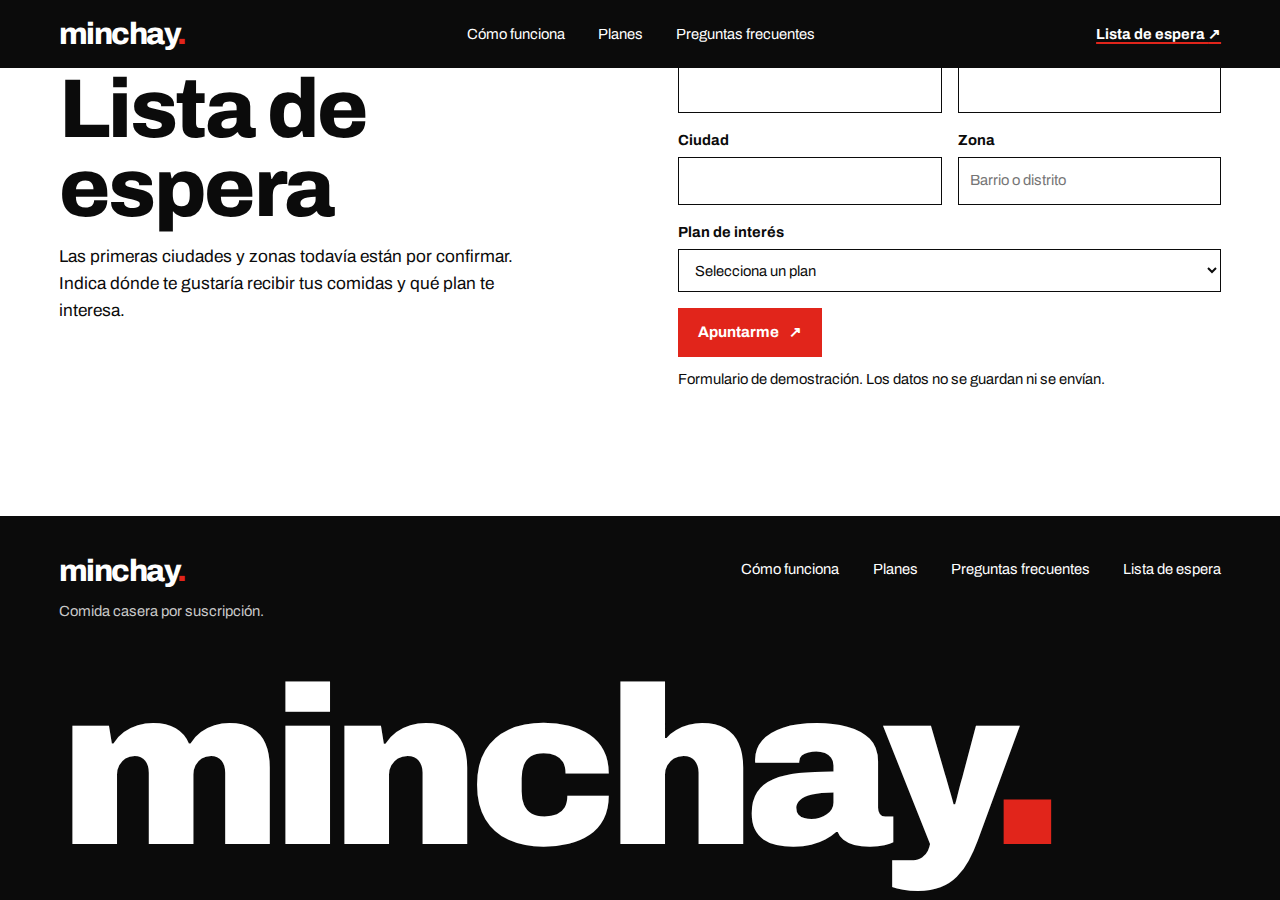 minchay.
Cómo funciona
Planes
Preguntas frecuentes
Lista de espera ↗
Lista de
espera
Las primeras ciudades y zonas todavía están por confirmar.
Indica dónde te gustaría recibir tus comidas y qué plan te
interesa.
Ciudad
Zona
Barrio o distrito
Plan de interés
Selecciona un plan
Apuntarme ↗
Formulario de demostración. Los datos no se guardan ni se envían.
minchay.
Comida casera por suscripción.
Cómo funciona
Planes
Preguntas frecuentes
Lista de espera
minchay.